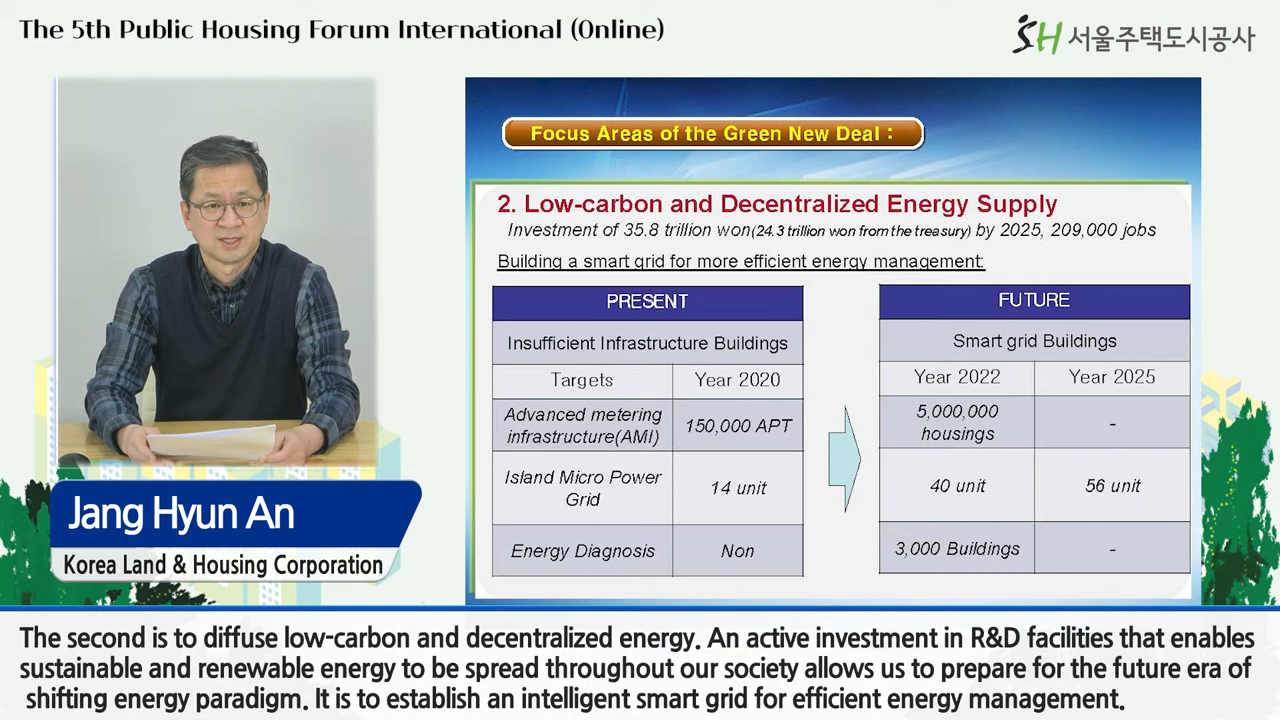 The 5th Public Housing Forum International (Online)
SH 서울주택도시공사
Focus Areas of the Green New Deal :
2. Low-carbon and Decentralized Energy Supply
Investment of 35.8 trillion won(24.3 trillion won from the treasury) by 2025, 209,000 jobs
Building a smart grid for more efficient energy management:
PRESENT
Insufficient Infrastructure Buildings
Targets Year 2020
Advanced metering
infrastructure(AMI) 150,000 APT
Island Micro Power
Grid 14 unit
Energy Diagnosis Non
FUTURE
Smart grid Buildings
Year 2022 Year 2025
5,000,000
housings -
40 unit 56 unit
3,000 Buildings -
Jang Hyun An
Korea Land & Housing Corporation
The second is to diffuse low-carbon and decentralized energy. An active investment in R&D facilities that enables
sustainable and renewable energy to be spread throughout our society allows us to prepare for the future era of
shifting energy paradigm. It is to establish an intelligent smart grid for efficient energy management.